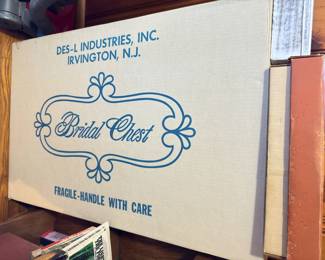 DES-L INDUSTRIES, INC.
IRVINGTON, N.J.
Bridal Chest
FRAGILE-HANDLE WITH CARE